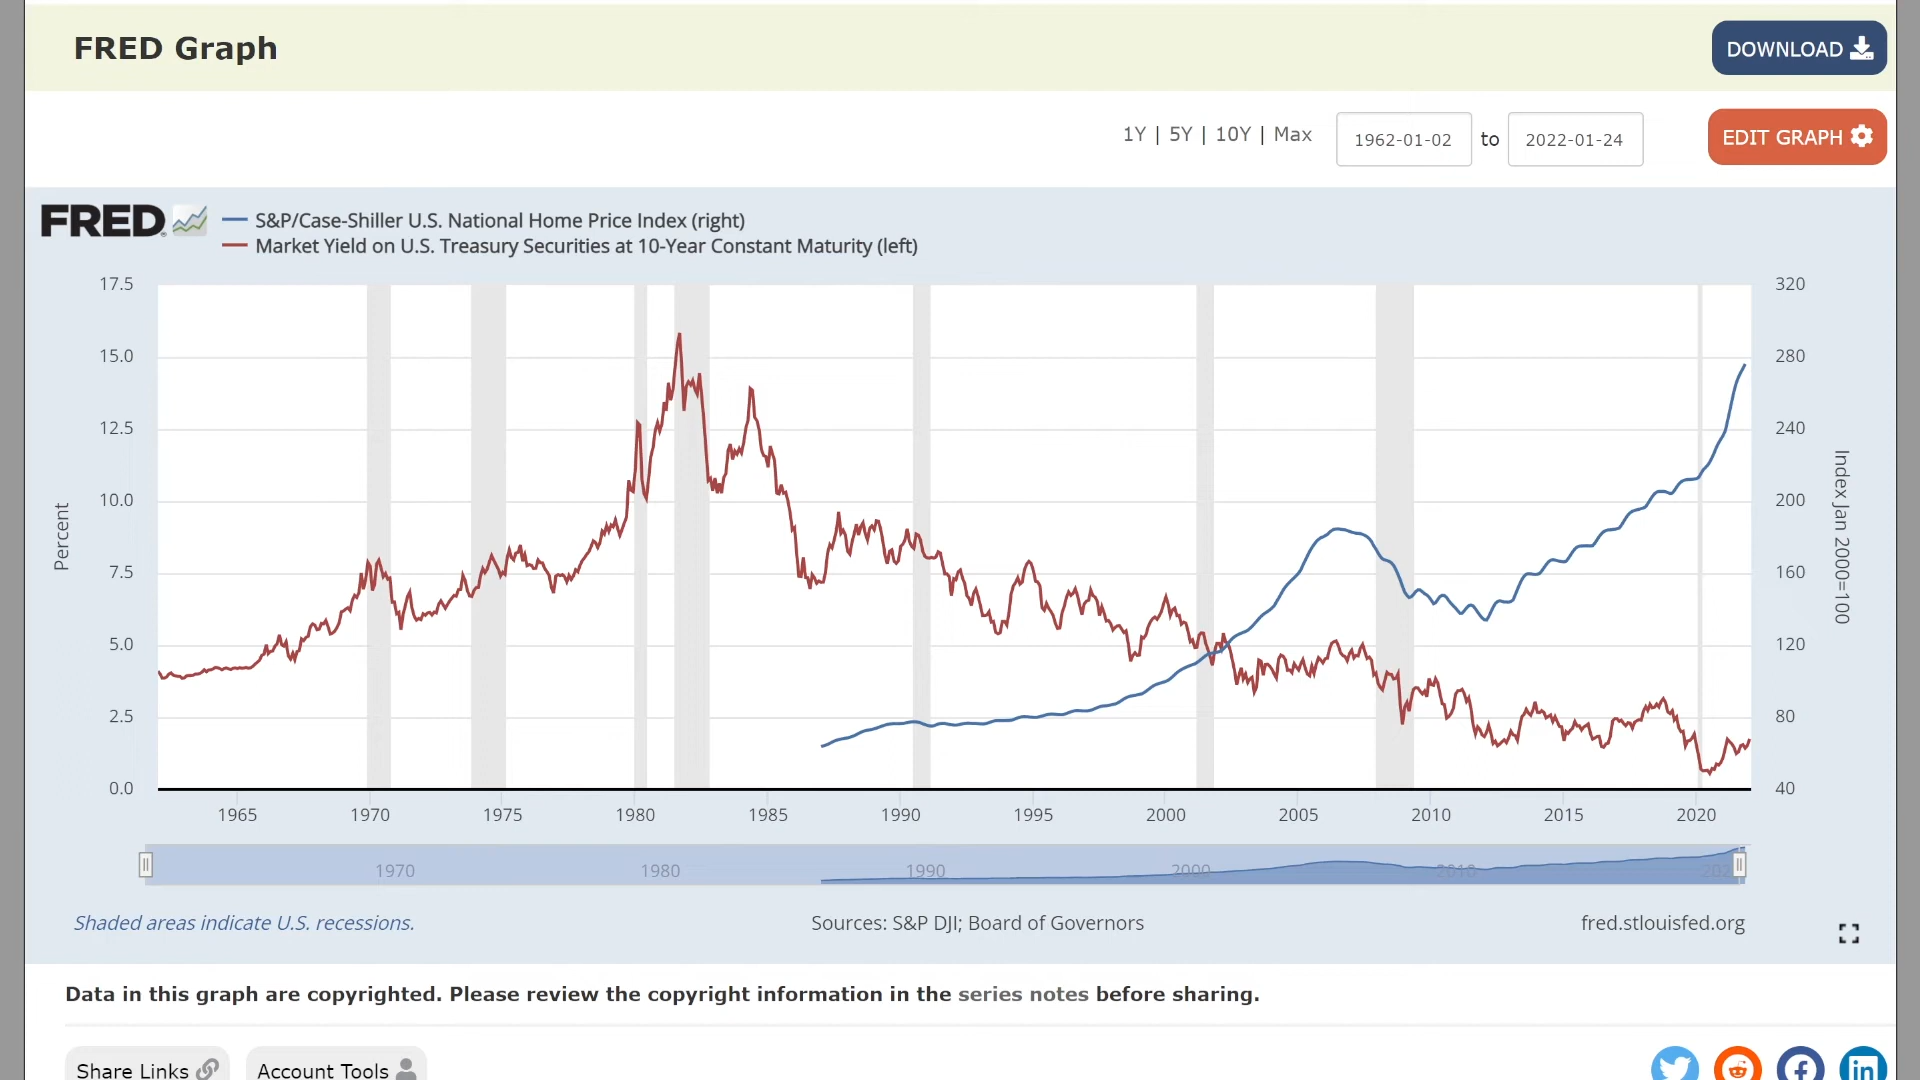 FRED Graph
DOWNLOAD
1Y | 5Y | 10Y | Max
1962-01-02 to 2022-01-24
EDIT GRAPH
FRED
S&P/Case-Shiller U.S. National Home Price Index (right)
Market Yield on U.S. Treasury Securities at 10-Year Constant Maturity (left)
17.5
15.0
12.5
10.0
7.5
5.0
2.5
0.0
Percent
320
280
240
200
160
120
80
40
Index Jan 2000=100
1965 1970 1975 1980 1985 1990 1995 2000 2005 2010 2015 2020
1970 1980 1990 2000 2010
Shaded areas indicate U.S. recessions.
Sources: S&P DJI; Board of Governors
fred.stlouisfed.org
Data in this graph are copyrighted. Please review the copyright information in the series notes before sharing.
Share Links
Account Tools